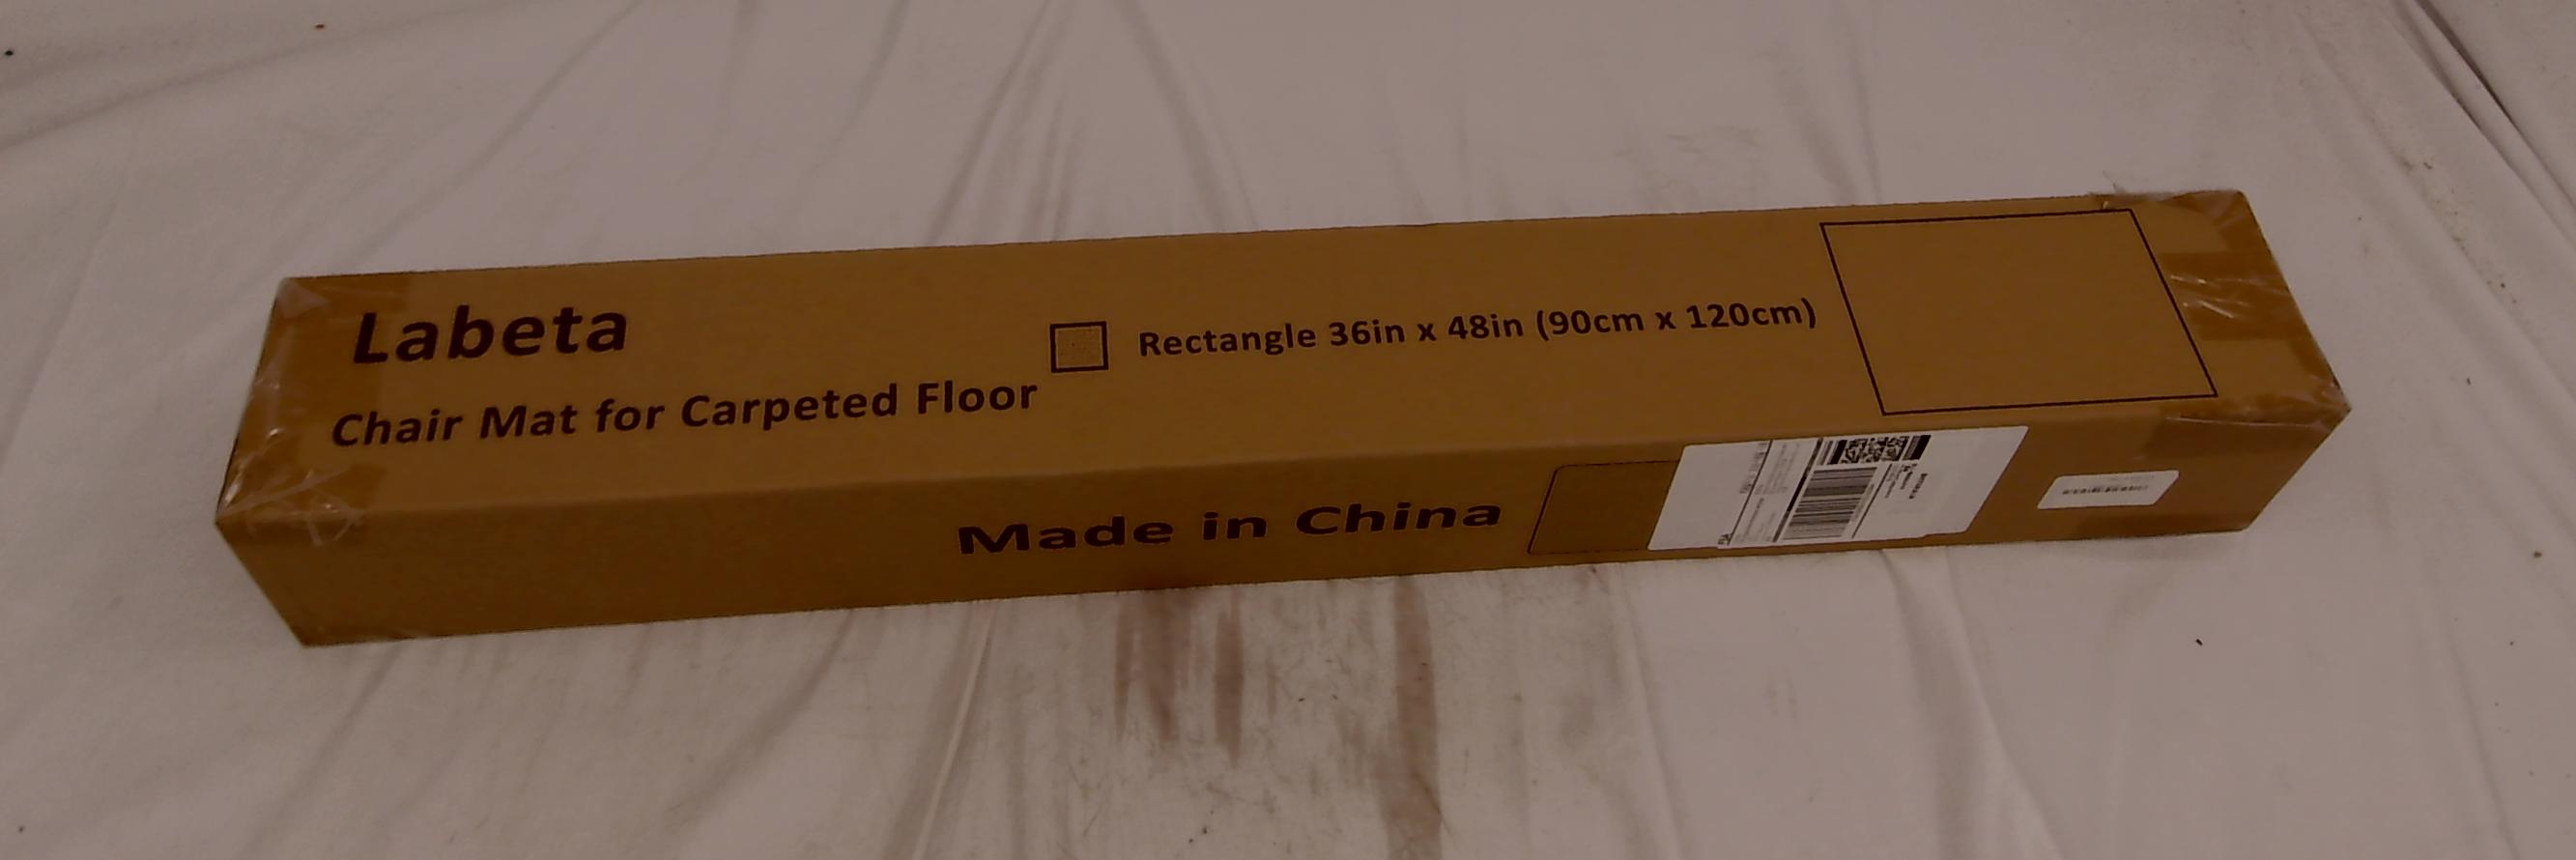 Labeta
Chair Mat for Carpeted Floor
Rectangle 36in x 48in (90cm x 120cm)
Made in China